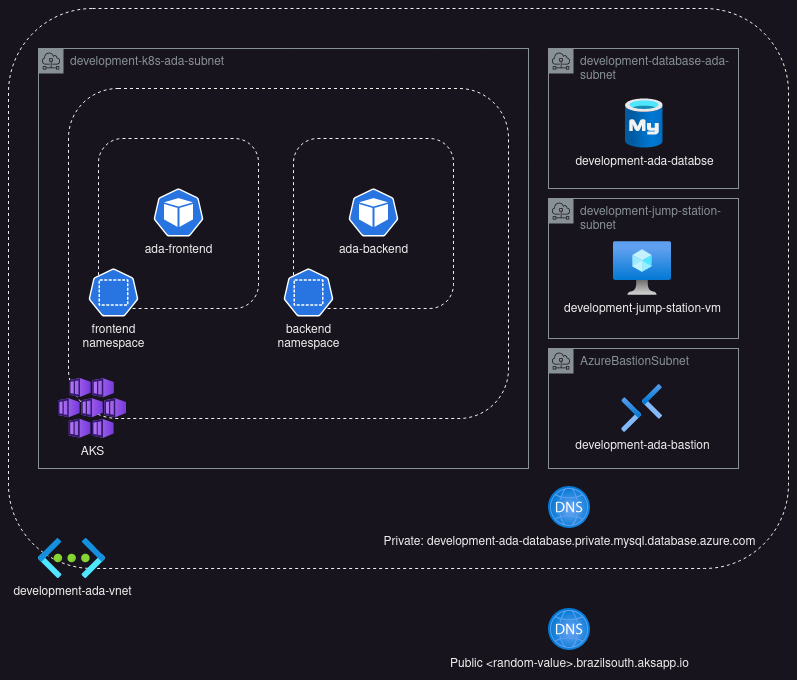 development-k8s-ada-subnet
development-database-ada-
subnet
My
development-ada-databse
ada-frontend
ada-backend
development-jump-station-
subnet
development-jump-station-vm
frontend
namespace
backend
namespace
AzureBastionSubnet
development-ada-bastion
AKS
DNS
Private: development-ada-database.private.mysql.database.azure.com
development-ada-vnet
DNS
Public <random-value>.brazilsouth.aksapp.io